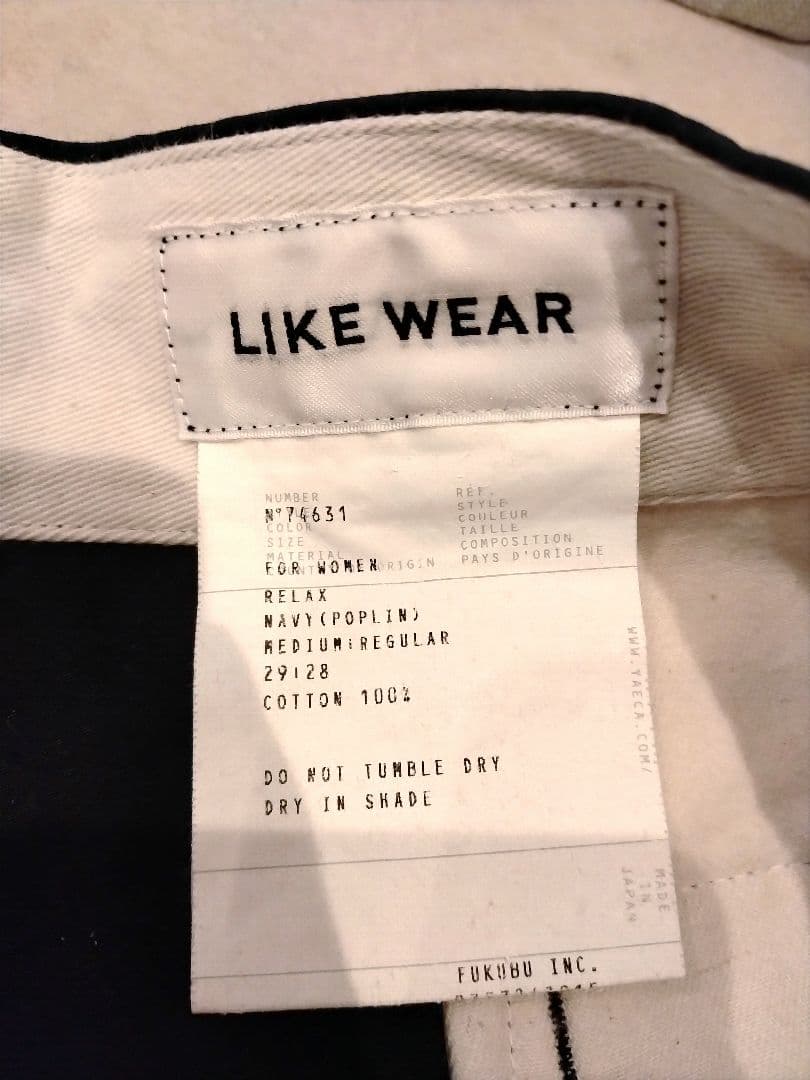 LIKE WEAR
NUMBER
N°74631
COLOR
SIZE
MATERIAL
FOR WOMEN
RÉF.
STYLE
COULEUR
TAILLE
COMPOSITION
PAYS D'ORIGINE
RELAX
NAVY(POPLIN)
MEDIUM:REGULAR
29:28
COTTON 100%
DO NOT TUMBLE DRY
DRY IN SHADE
WWW.YAECA.COM/
MADE
IN
JAPAN
FUKUBU INC.